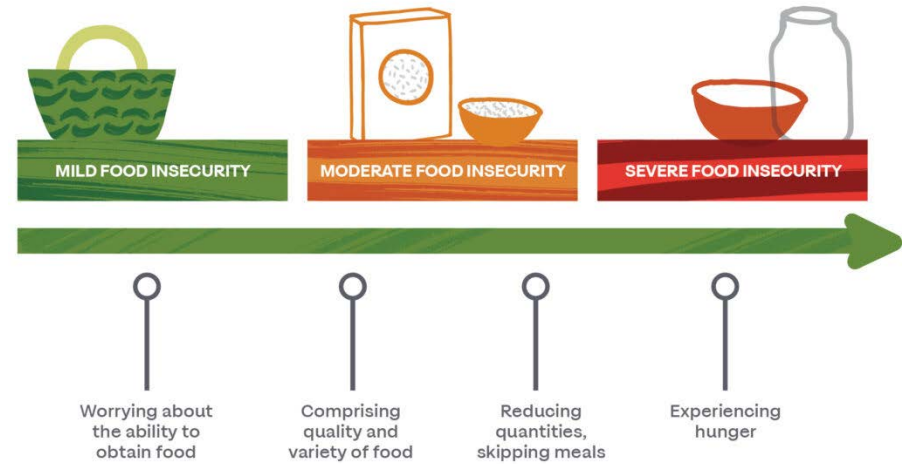 MILD FOOD INSECURITY
MODERATE FOOD INSECURITY
SEVERE FOOD INSECURITY
Worrying about
the ability to
obtain food
Comprising
quality and
variety of food
Reducing
quantities,
skipping meals
Experiencing
hunger